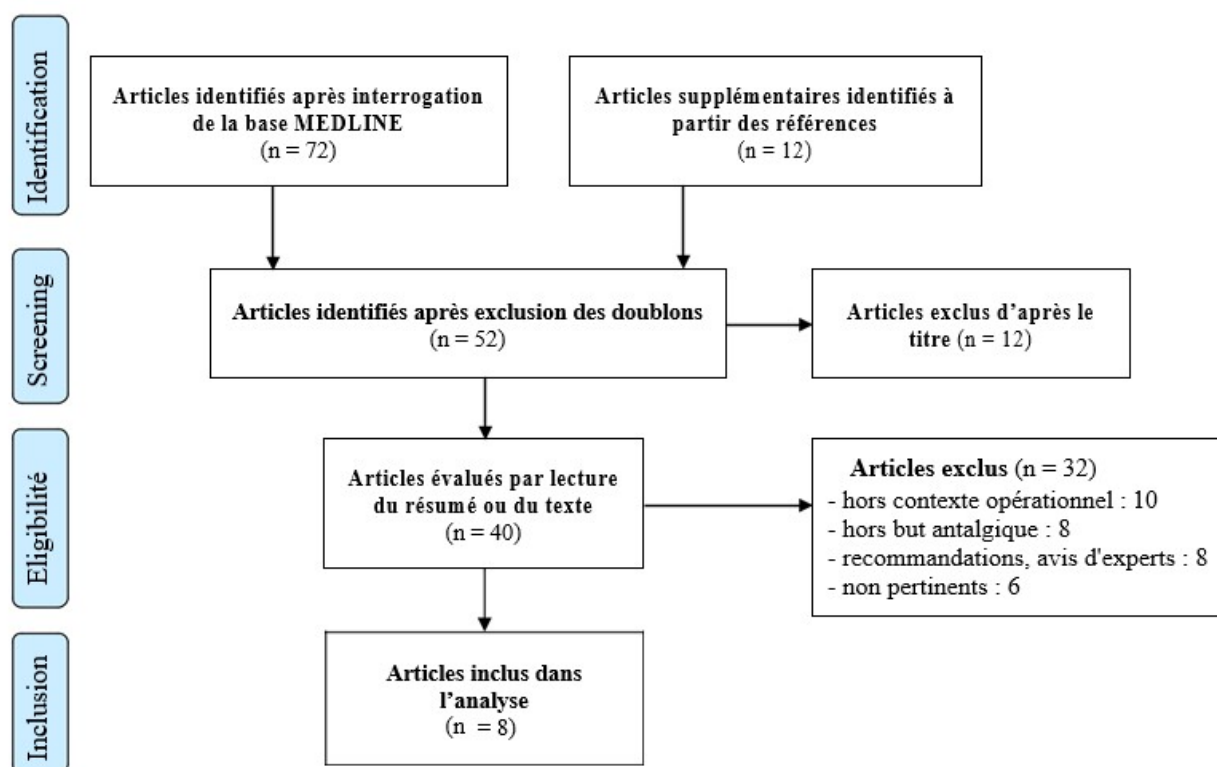 Identification
Articles identifiés après interrogation
de la base MEDLINE
(n = 72)
Articles supplémentaires identifiés à
partir des références
(n = 12)
Screening
Articles identifiés après exclusion des doublons
(n = 52)
Articles exclus d’après le
titre (n = 12)
Eligibilité
Articles évalués par lecture
du résumé ou du texte
(n = 40)
Articles exclus (n = 32)
- hors contexte opérationnel : 10
- hors but antalgique : 8
- recommandations, avis d'experts : 8
- non pertinents : 6
Inclusion
Articles inclus dans
l’analyse
(n = 8)